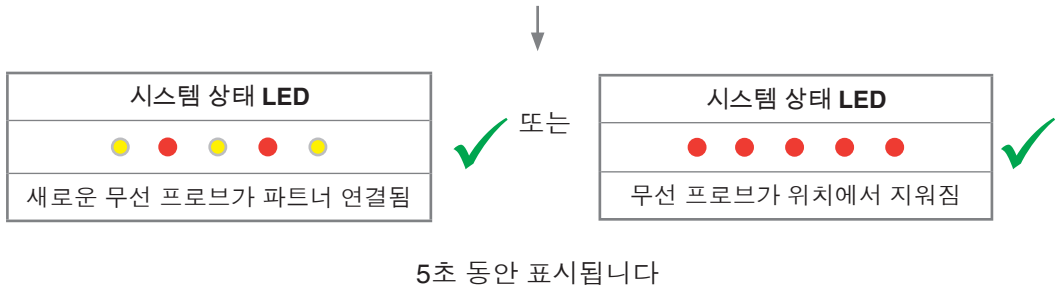 시스템 상태 LED
새로운 무선 프로브가 파트너 연결됨
또는
시스템 상태 LED
무선 프로브가 위치에서 지워짐
5초 동안 표시됩니다